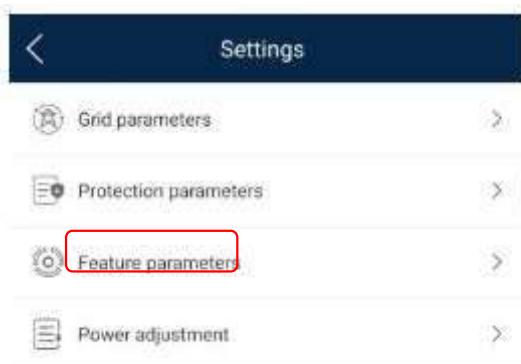 Settings
Grid parameters
Protection parameters
Feature parameters
Power adjustment